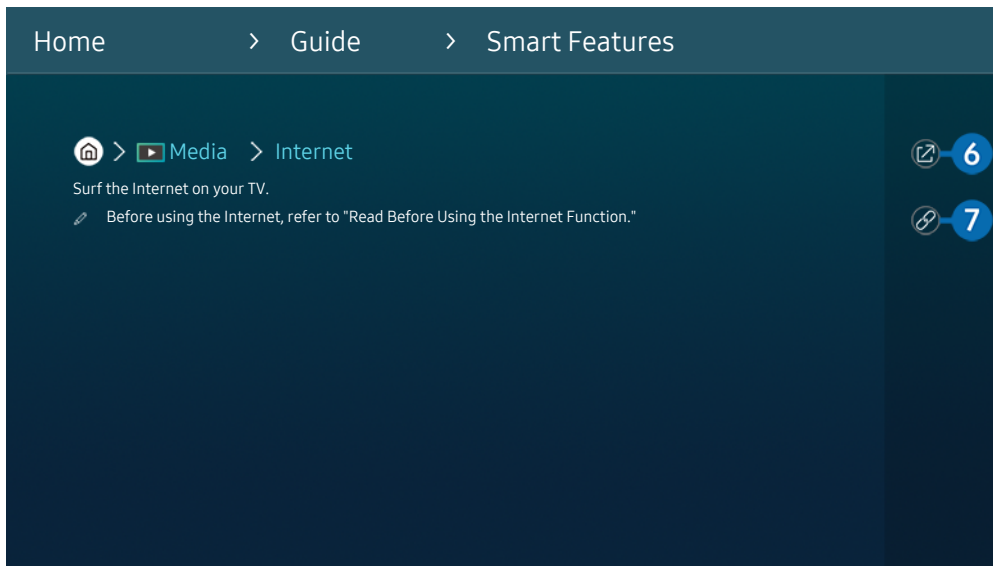 Home > Guide > Smart Features
> Media > Internet
6
Surf the Internet on your TV.
Before using the Internet, refer to "Read Before Using the Internet Function."
7